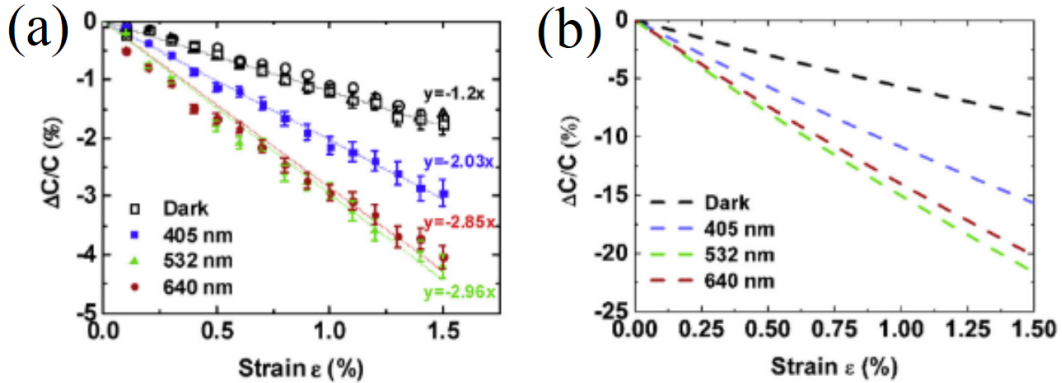 (a)
ΔC/C (%)
0
-1
-2
-3
-4
-5
y=-1.2x
y=-2.03x
y=-2.85x
y=-2.96x
Dark
405 nm
532 nm
640 nm
0.0 0.5 1.0 1.5
Strain ε (%)
(b)
ΔC/C (%)
0
-5
-10
-15
-20
-25
Dark
405 nm
532 nm
640 nm
0.00 0.25 0.50 0.75 1.00 1.25 1.50
Strain ε (%)